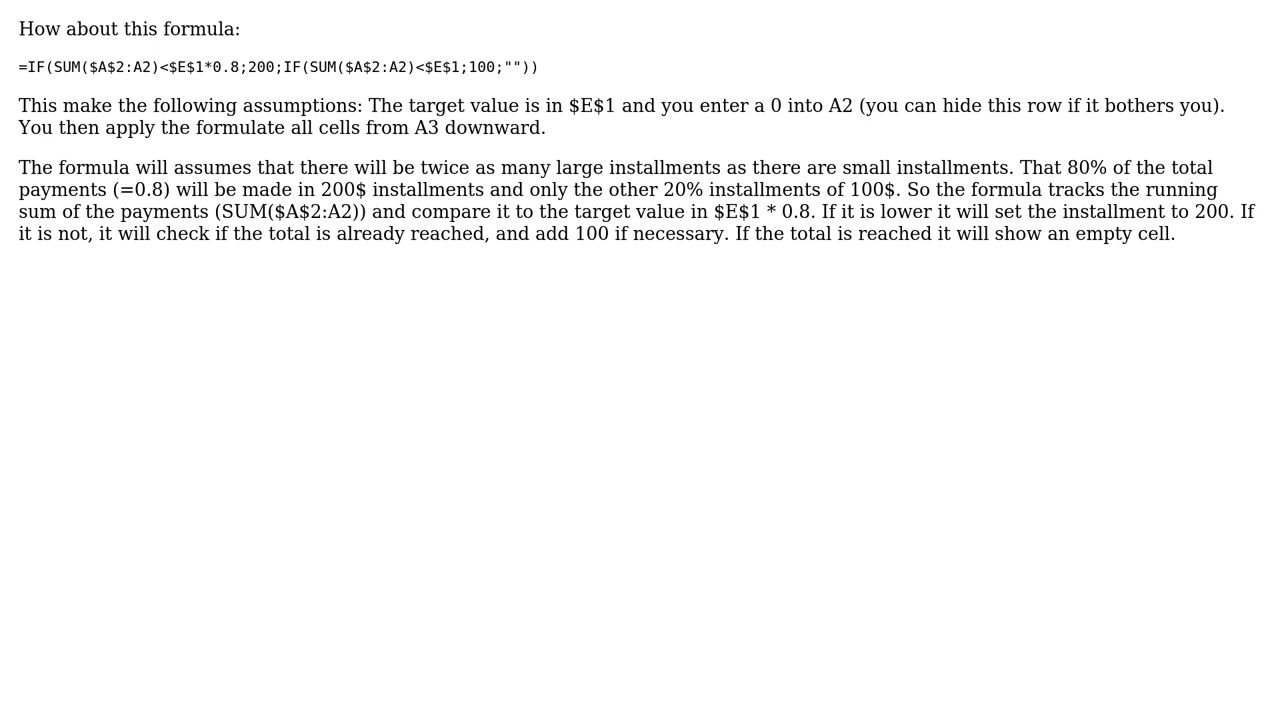 How about this formula:
=IF(SUM($A$2:A2)<$E$1*0.8;200;IF(SUM($A$2:A2)<$E$1;100;""))
This make the following assumptions: The target value is in $E$1 and you enter a 0 into A2 (you can hide this row if it bothers you).
You then apply the formulate all cells from A3 downward.
The formula will assumes that there will be twice as many large installments as there are small installments. That 80% of the total
payments (=0.8) will be made in 200$ installments and only the other 20% installments of 100$. So the formula tracks the running
sum of the payments (SUM($A$2:A2)) and compare it to the target value in $E$1 * 0.8. If it is lower it will set the installment to 200. If
it is not, it will check if the total is already reached, and add 100 if necessary. If the total is reached it will show an empty cell.